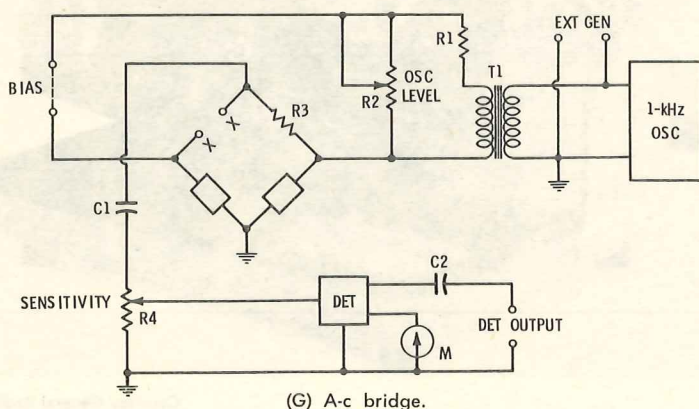 EXT GEN
R1
T1
BIAS
OSC
LEVEL
R2
R3
X
X
1-kHz
OSC
C1
C2
SENSITIVITY
R4
DET
M
DET OUTPUT
(G) A-c bridge.